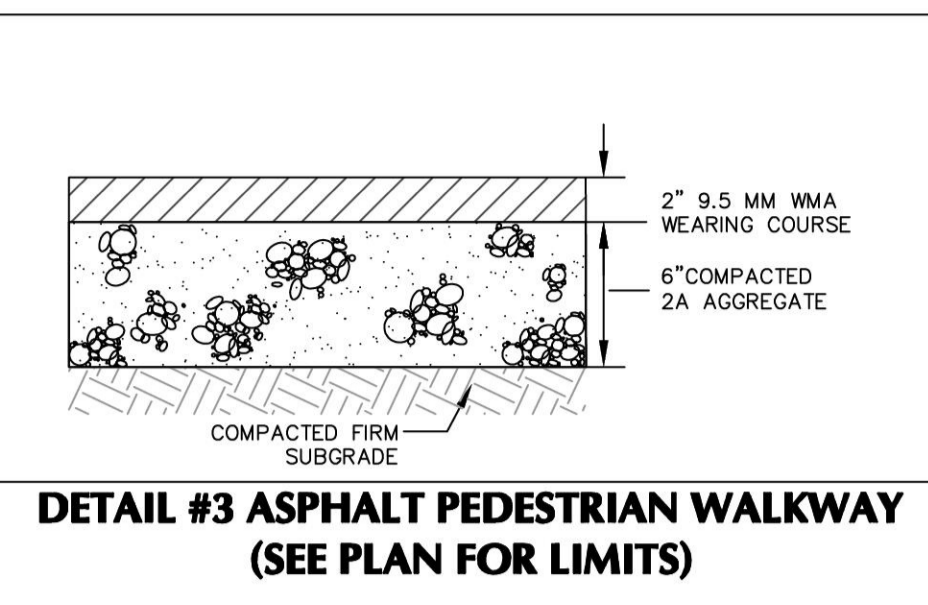 2” 9.5 MM WMA
WEARING COURSE
6”COMPACTED
2A AGGREGATE
COMPACTED FIRM
SUBGRADE
DETAIL #3 ASPHALT PEDESTRIAN WALKWAY
(SEE PLAN FOR LIMITS)